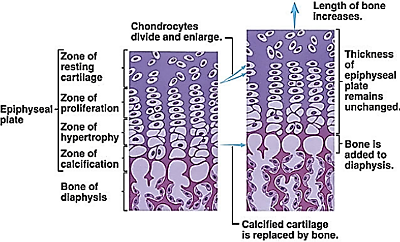 Length of bone
increases.
Chondrocytes
divide and enlarge.
Zone of
resting
cartilage
Thickness
of
epiphyseal
plate
remains
unchanged.
Epiphyseal
plate
Zone of
proliferation
Zone of
hypertrophy
Zone of
calcification
Bone of
diaphysis
Bone is
added to
diaphysis.
Calcified cartilage
is replaced by bone.